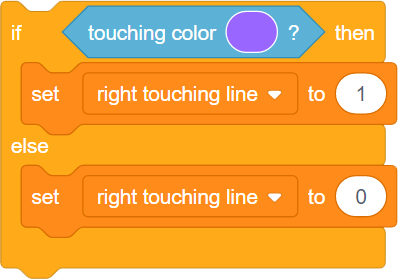 if touching color ? then
set right touching line to 1
else
set right touching line to 0